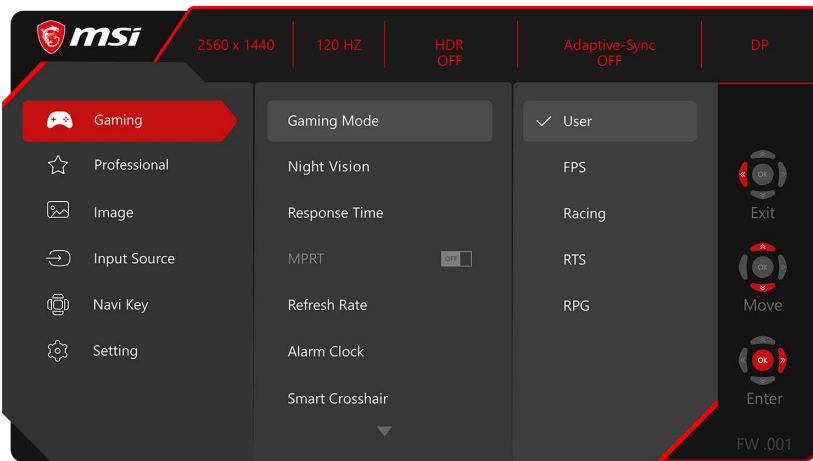 msi
2560 x 1440
120 HZ
HDR
OFF
Adaptive-Sync
OFF
DP
Gaming
Professional
Image
Input Source
Navi Key
Setting
Gaming Mode
Night Vision
Response Time
MPRT
OFF
Refresh Rate
Alarm Clock
Smart Crosshair
User
FPS
Racing
RTS
RPG
OK
Exit
OK
Move
OK
Enter
FW .001